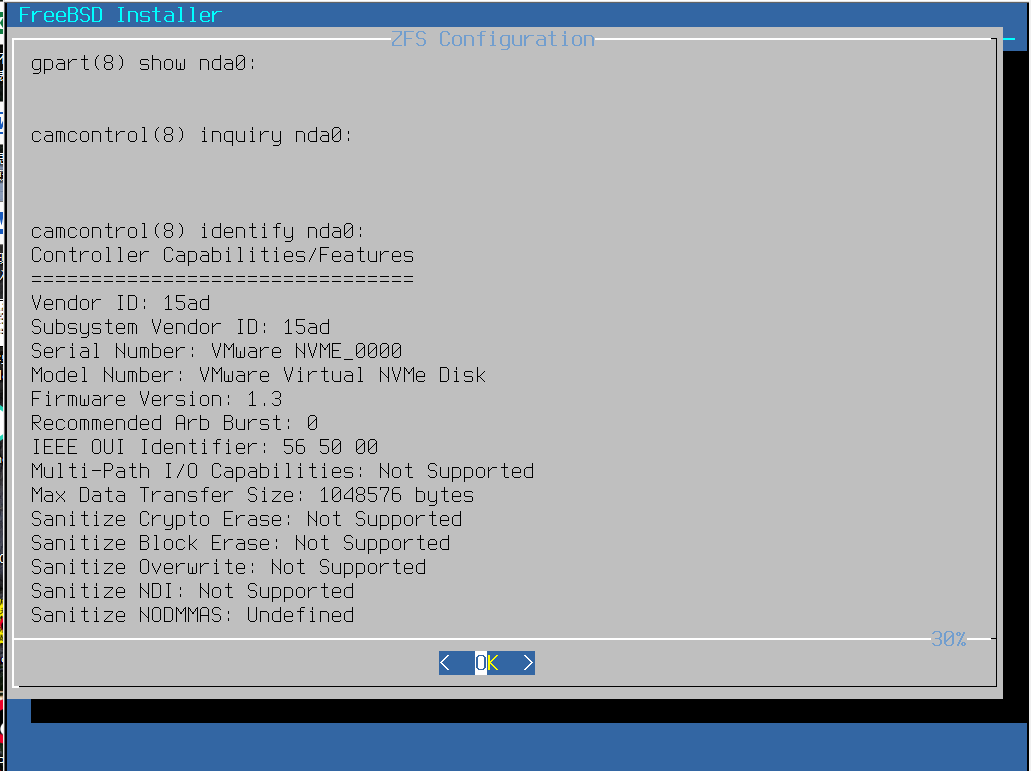 FreeBSD Installer
ZFS Configuration
gpart(8) show nda0:
camcontrol(8) inquiry nda0:
camcontrol(8) identify nda0:
Controller Capabilities/Features
================================
Vendor ID: 15ad
Subsystem Vendor ID: 15ad
Serial Number: VMware NVME_0000
Model Number: VMware Virtual NVMe Disk
Firmware Version: 1.3
Recommended Arb Burst: 0
IEEE OUI Identifier: 56 50 00
Multi-Path I/O Capabilities: Not Supported
Max Data Transfer Size: 1048576 bytes
Sanitize Crypto Erase: Not Supported
Sanitize Block Erase: Not Supported
Sanitize Overwrite: Not Supported
Sanitize NDI: Not Supported
Sanitize NODMMAS: Undefined
30%
< OK >